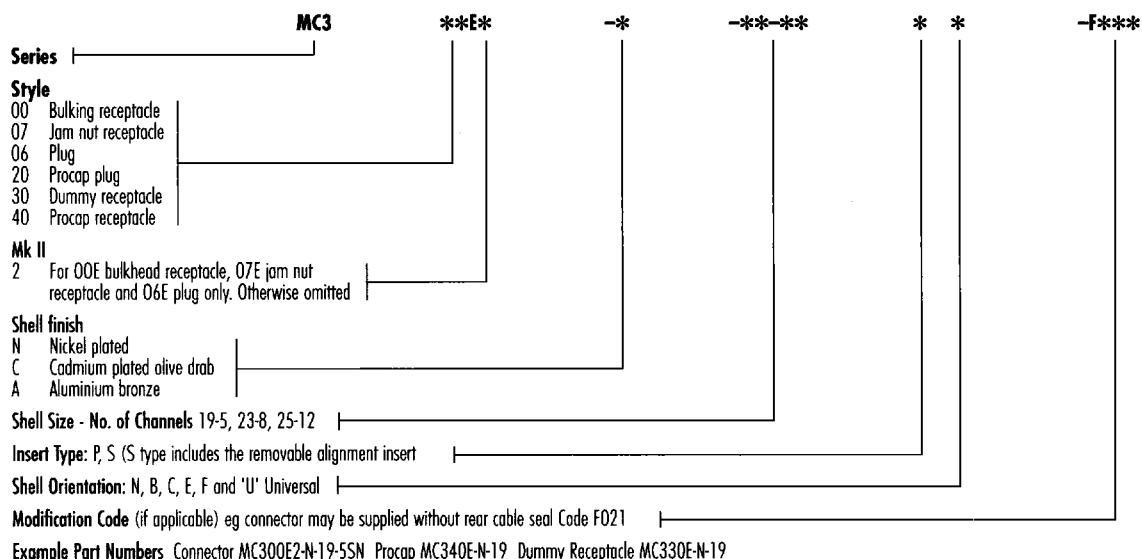 MC3 **E* –* –**–** * * –F***
Series
Style
00 Bulking receptacle
07 Jam nut receptacle
06 Plug
20 Procap plug
30 Dummy receptacle
40 Procap receptacle
Mk II
2 For 00E bulkhead receptacle, 07E jam nut
receptacle and 06E plug only. Otherwise omitted
Shell finish
N Nickel plated
C Cadmium plated olive drab
A Aluminium bronze
Shell Size - No. of Channels 19-5, 23-8, 25-12
Insert Type: P, S (S type includes the removable alignment insert
Shell Orientation: N, B, C, E, F and 'U' Universal
Modification Code (if applicable) eg connector may be supplied without rear cable seal Code F021
Example Part Numbers Connector MC300E2-N-19-5SN Procap MC340E-N-19 Dummy Receptacle MC330E-N-19